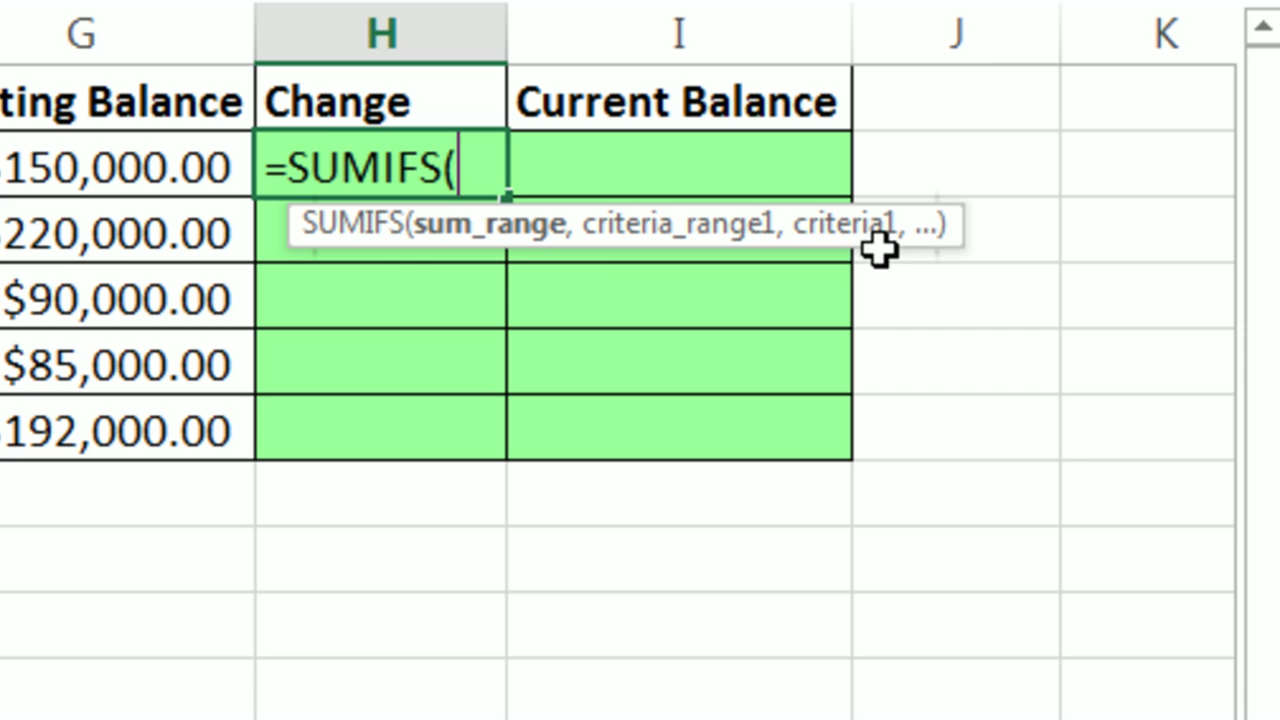 G H I J K
ting Balance Change Current Balance
150,000.00 =SUMIFS(
220,000.00 SUMIFS(sum_range, criteria_range1, criteria1, ...)
$90,000.00
$85,000.00
192,000.00